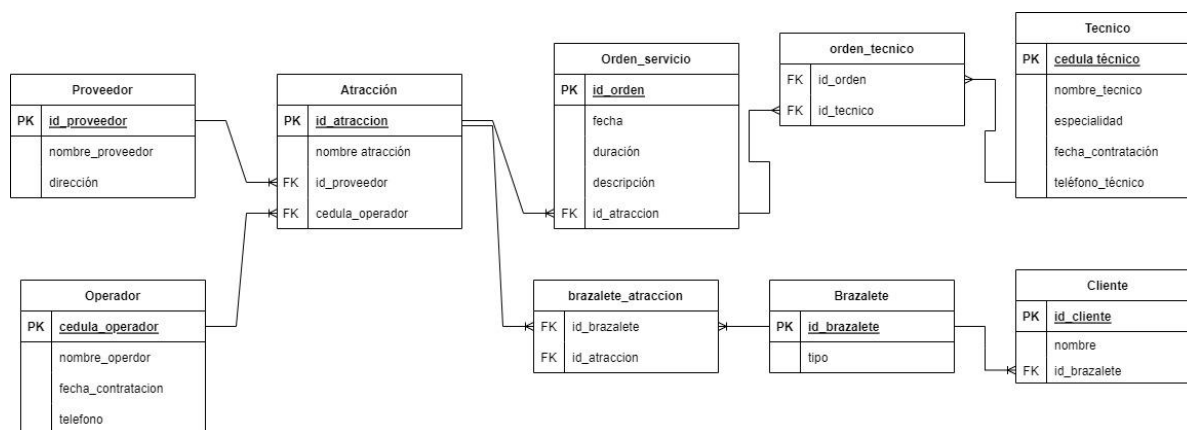 Proveedor
PK id_proveedor
nombre_proveedor
dirección
Atracción
PK id_atraccion
nombre atracción
FK id_proveedor
FK cedula_operador
Orden_servicio
PK id_orden
fecha
duración
descripción
FK id_atraccion
orden_tecnico
FK id_orden
FK id_tecnico
Tecnico
PK cedula técnico
nombre_tecnico
especialidad
fecha_contratación
teléfono_técnico
Operador
PK cedula_operador
nombre_operdor
fecha_contratacion
telefono
brazalete_atraccion
FK id_brazalete
FK id_atraccion
Brazalete
PK id_brazalete
tipo
Cliente
PK id_cliente
nombre
FK id_brazalete